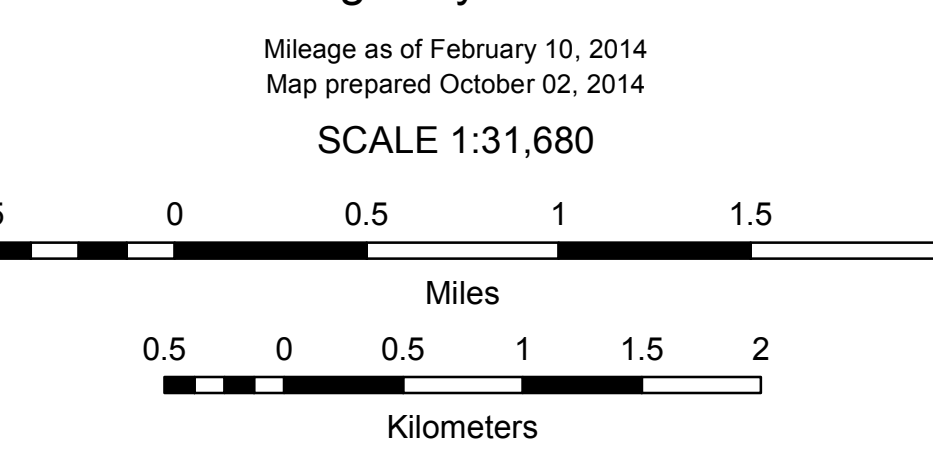 Mileage as of February 10, 2014
Map prepared October 02, 2014
SCALE 1:31,680
0 0.5 1 1.5
Miles
0.5 0 0.5 1 1.5 2
Kilometers